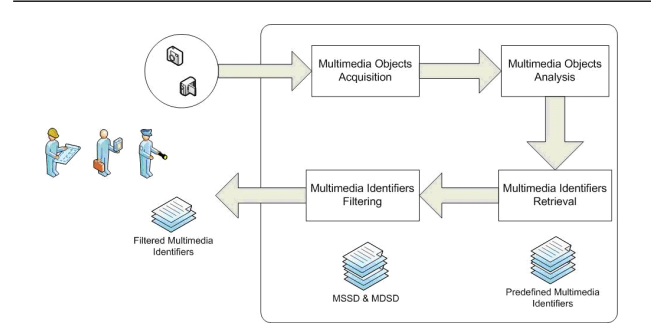 Multimedia Objects
Acquisition
Multimedia Objects
Analysis
Multimedia Identifiers
Filtering
Multimedia Identifiers
Retrieval
Filtered Multimedia
Identifiers
MSSD & MDSD
Predefined Multimedia
Identifiers